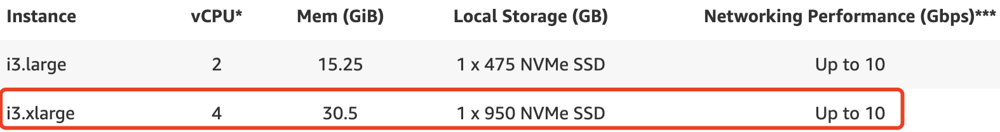 Instance vCPU* Mem (GiB) Local Storage (GB) Networking Performance (Gbps)***
i3.large 2 15.25 1 x 475 NVMe SSD Up to 10
i3.xlarge 4 30.5 1 x 950 NVMe SSD Up to 10